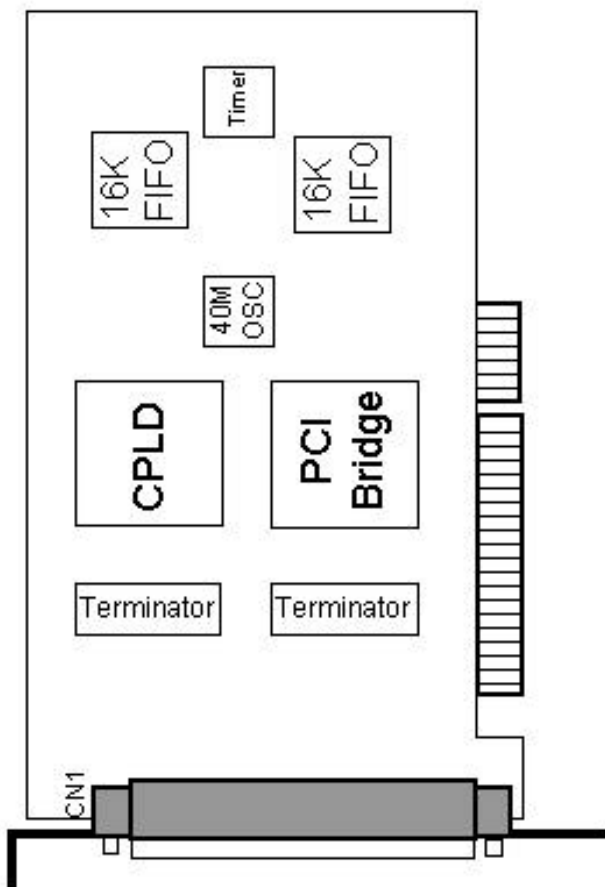 Timer
16K
FIFO
16K
FIFO
40M
OSC
CPLD
PCI
Bridge
Terminator
Terminator
CN1